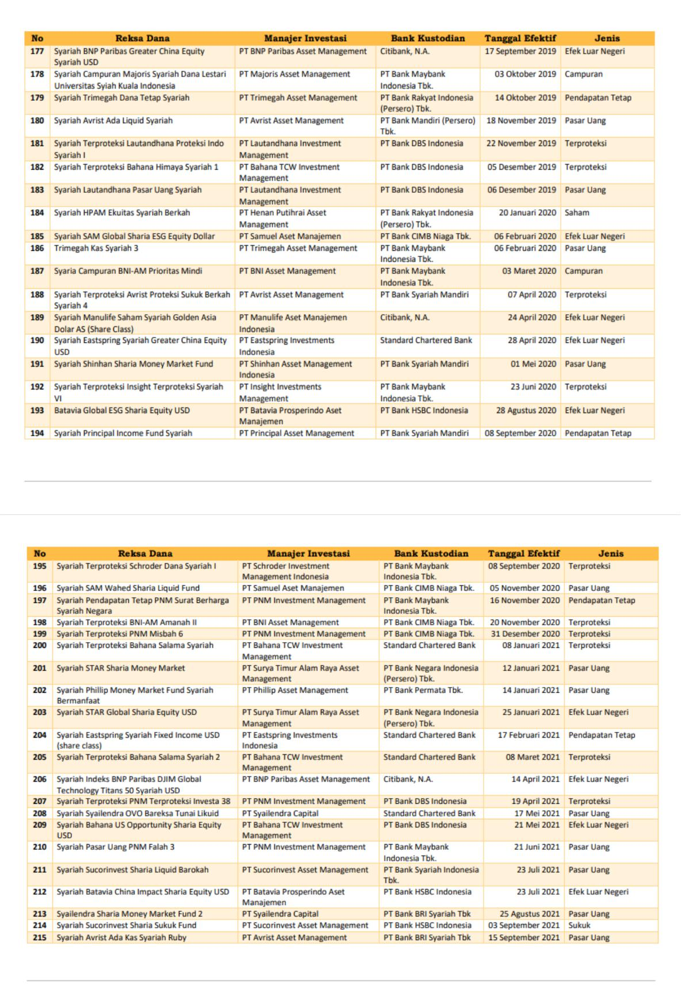 No Reksa Dana Manajer Investasi Bank Kustodian Tanggal Efektif Jenis
177 Syariah BNP Paribas Greater China Equity PT BNP Paribas Asset Management Citibank, N.A. 17 September 2019 Efek Luar Negeri
Syariah USD
178 Syariah Campuran Majoris Syariah Dana Lestari PT Majoris Asset Management PT Bank Maybank 03 Oktober 2019 Campuran
Universitas Syiah Kuala Indonesia Indonesia Tbk.
179 Syariah Trimegah Dana Tetap Syariah PT Trimegah Asset Management PT Bank Rakyat Indonesia 14 Oktober 2019 Pendapatan Tetap
(Persero) Tbk.
180 Syariah Avrist Ada Liquid Syariah PT Avrist Asset Management PT Bank Mandiri (Persero) 18 November 2019 Pasar Uang
Tbk.
181 Syariah Terproteksi Lautandhana Proteksi Indo PT Lautandhana Investment PT Bank DBS Indonesia 22 November 2019 Terproteksi
Syariah I Management
182 Syariah Terproteksi Bahana Himaya Syariah 1 PT Bahana TCW Investment PT Bank DBS Indonesia 05 Desember 2019 Terproteksi
Management
183 Syariah Lautandhana Pasar Uang Syariah PT Lautandhana Investment PT Bank DBS Indonesia 06 Desember 2019 Pasar Uang
Management
184 Syariah HPAM Ekuitas Syariah Berkah PT Henan Putihrai Asset PT Bank Rakyat Indonesia 20 Januari 2020 Saham
Management (Persero) Tbk.
185 Syariah SAM Global Sharia ESG Equity Dollar PT Samuel Aset Manajemen PT Bank CIMB Niaga Tbk. 06 Februari 2020 Efek Luar Negeri
186 Trimegah Kas Syariah 3 PT Trimegah Asset Management PT Bank Maybank 06 Februari 2020 Pasar Uang
Indonesia Tbk.
187 Syaria Campuran BNI-AM Prioritas Mindi PT BNI Asset Management PT Bank Maybank 03 Maret 2020 Campuran
Indonesia Tbk.
188 Syariah Terproteksi Avrist Proteksi Sukuk Berkah PT Avrist Asset Management PT Bank Syariah Mandiri 07 April 2020 Terproteksi
Syariah 4
189 Syariah Manulife Saham Syariah Golden Asia PT Manulife Aset Manajemen Citibank, N.A. 24 April 2020 Efek Luar Negeri
Dolar AS (Share Class) Indonesia
190 Syariah Eastspring Syariah Greater China Equity PT Eastspring Investments Standard Chartered Bank 28 April 2020 Efek Luar Negeri
USD Indonesia
191 Syariah Shinhan Sharia Money Market Fund PT Shinhan Asset Management PT Bank Syariah Mandiri 01 Mei 2020 Pasar Uang
Indonesia
192 Syariah Terproteksi Insight Terproteksi Syariah PT Insight Investments PT Bank Maybank 23 Juni 2020 Terproteksi
VI Management Indonesia Tbk.
193 Batavia Global ESG Sharia Equity USD PT Batavia Prosperindo Aset PT Bank HSBC Indonesia 28 Agustus 2020 Efek Luar Negeri
Manajemen
194 Syariah Principal Income Fund Syariah PT Principal Asset Management PT Bank Syariah Mandiri 08 September 2020 Pendapatan Tetap
No Reksa Dana Manajer Investasi Bank Kustodian Tanggal Efektif Jenis
195 Syariah Terproteksi Schroder Dana Syariah I PT Schroder Investment PT Bank Maybank 08 September 2020 Terproteksi
Management Indonesia Indonesia Tbk.
196 Syariah SAM Wahed Sharia Liquid Fund PT Samuel Aset Manajemen PT Bank CIMB Niaga Tbk. 05 November 2020 Pasar Uang
197 Syariah Pendapatan Tetap PNM Surat Berharga PT PNM Investment Management PT Bank Maybank 16 November 2020 Pendapatan Tetap
Syariah Negara Indonesia Tbk.
198 Syariah Terproteksi BNI-AM Amanah II PT BNI Asset Management PT Bank CIMB Niaga Tbk. 20 November 2020 Terproteksi
199 Syariah Terproteksi PNM Misbah 6 PT PNM Investment Management PT Bank CIMB Niaga Tbk. 31 Desember 2020 Terproteksi
200 Syariah Terproteksi Bahana Salama Syariah PT Bahana TCW Investment Standard Chartered Bank 08 Januari 2021 Terproteksi
Management
201 Syariah STAR Sharia Money Market PT Surya Timur Alam Raya Asset PT Bank Negara Indonesia 12 Januari 2021 Pasar Uang
Management (Persero) Tbk.
202 Syariah Phillip Money Market Fund Syariah PT Phillip Asset Management PT Bank Permata Tbk. 14 Januari 2021 Pasar Uang
Bermanfaat
203 Syariah STAR Global Sharia Equity USD PT Surya Timur Alam Raya Asset PT Bank Negara Indonesia 25 Januari 2021 Efek Luar Negeri
Management (Persero) Tbk.
204 Syariah Eastspring Syariah Fixed Income USD PT Eastspring Investments Standard Chartered Bank 17 Februari 2021 Pendapatan Tetap
(share class) Indonesia
205 Syariah Terproteksi Bahana Salama Syariah 2 PT Bahana TCW Investment Standard Chartered Bank 08 Maret 2021 Terproteksi
Management
206 Syariah Indeks BNP Paribas DJIM Global PT BNP Paribas Asset Management Citibank, N.A. 14 April 2021 Efek Luar Negeri
Technology Titans 50 Syariah USD
207 Syariah Terproteksi PNM Terproteksi Investa 38 PT PNM Investment Management PT Bank DBS Indonesia 19 April 2021 Terproteksi
208 Syariah Syailendra OVO Bareksa Tunai Likuid PT Syailendra Capital Standard Chartered Bank 17 Mei 2021 Pasar Uang
209 Syariah Bahana US Opportunity Sharia Equity PT Bahana TCW Investment PT Bank DBS Indonesia 21 Mei 2021 Efek Luar Negeri
USD Management
210 Syariah Pasar Uang PNM Falah 3 PT PNM Investment Management PT Bank Maybank 21 Juni 2021 Pasar Uang
Indonesia Tbk.
211 Syariah Sucorinvest Sharia Liquid Barokah PT Sucorinvest Asset Management PT Bank Syariah Indonesia 23 Juli 2021 Pasar Uang
Tbk.
212 Syariah Batavia China Impact Sharia Equity USD PT Batavia Prosperindo Aset PT Bank HSBC Indonesia 23 Juli 2021 Efek Luar Negeri
Manajemen
213 Syailendra Sharia Money Market Fund 2 PT Syailendra Capital PT Bank BRI Syariah Tbk 25 Agustus 2021 Pasar Uang
214 Syariah Sucorinvest Sharia Sukuk Fund PT Sucorinvest Asset Management PT Bank HSBC Indonesia 03 September 2021 Sukuk
215 Syariah Avrist Ada Kas Syariah Ruby PT Avrist Asset Management PT Bank BRI Syariah Tbk 15 September 2021 Pasar Uang